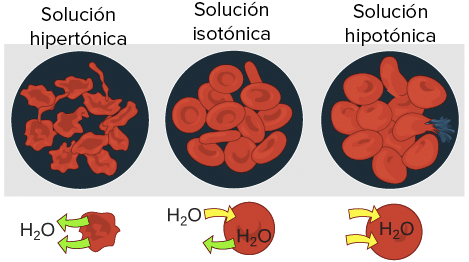 Solución
hipertónica
Solución
isotónica
Solución
hipotónica
H₂O
H₂O
H₂O
H₂O